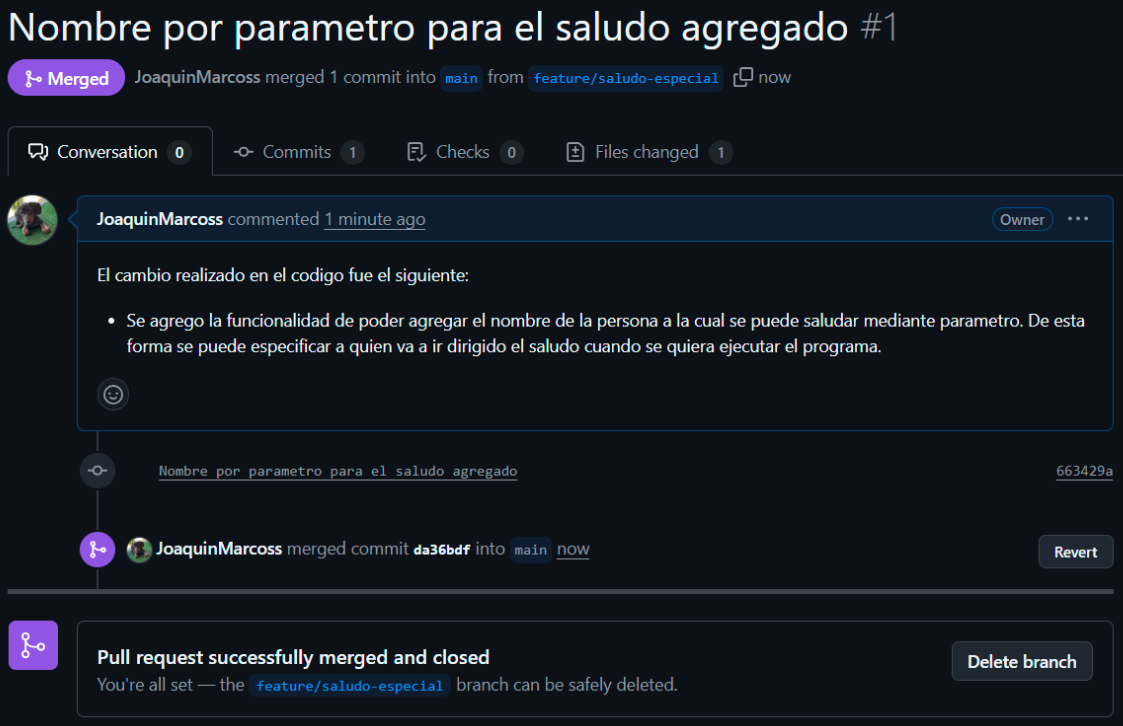 Nombre por parametro para el saludo agregado #1
Merged JoaquinMarcoss merged 1 commit into main from feature/saludo-especial now
Conversation 0 Commits 1 Checks 0 Files changed 1
JoaquinMarcoss commented 1 minute ago Owner ...
El cambio realizado en el codigo fue el siguiente:
• Se agrego la funcionalidad de poder agregar el nombre de la persona a la cual se puede saludar mediante parametro. De esta
forma se puede especificar a quien va a ir dirigido el saludo cuando se quiera ejecutar el programa.
Nombre por parametro para el saludo agregado 663429a
JoaquinMarcoss merged commit da36bdf into main now Revert
Pull request successfully merged and closed
You're all set — the feature/saludo-especial branch can be safely deleted.
Delete branch